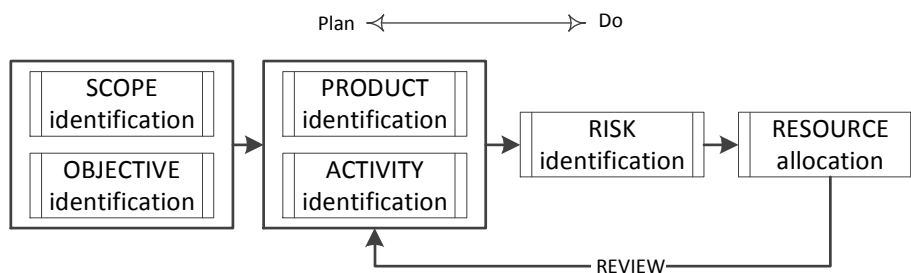 Plan Do
SCOPE
identification
OBJECTIVE
identification
PRODUCT
identification
ACTIVITY
identification
RISK
identification
RESOURCE
allocation
REVIEW